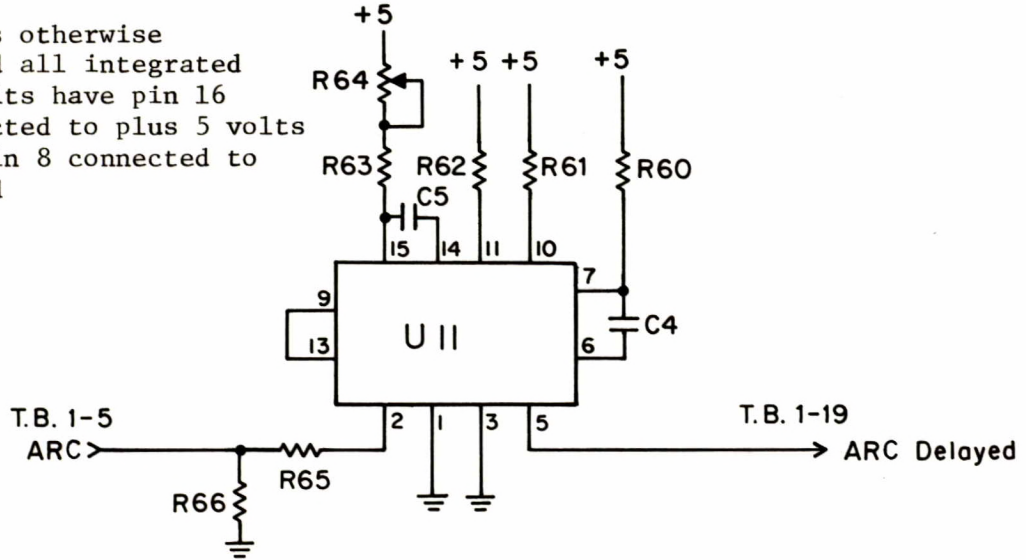 +5
otherwise
all integrated
have pin 16
to plus 5 volts
8 connected to
R64
+5 +5
+5
R63
R62
R61
R60
C5
15
14
11
10
7
9
13
U11
6
C4
2
1
3
5
T.B. 1-5
ARC
T.B. 1-19
ARC Delayed
R65
R66